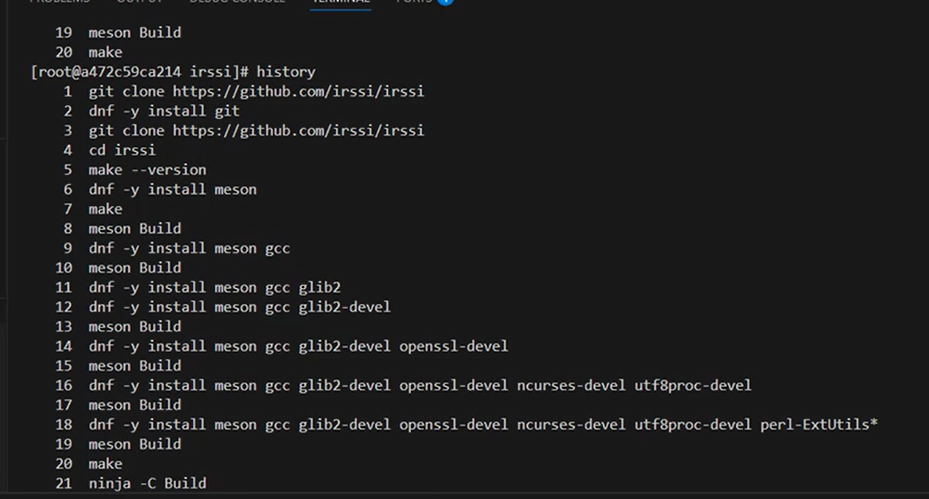 PROBLEMS OUTPUT DEBUG CONSOLE TERMINAL PORTS
19 meson Build
20 make
[root@a472c59ca214 irssi]# history
1 git clone https://github.com/irssi/irssi
2 dnf -y install git
3 git clone https://github.com/irssi/irssi
4 cd irssi
5 make --version
6 dnf -y install meson
7 make
8 meson Build
9 dnf -y install meson gcc
10 meson Build
11 dnf -y install meson gcc glib2
12 dnf -y install meson gcc glib2-devel
13 meson Build
14 dnf -y install meson gcc glib2-devel openssl-devel
15 meson Build
16 dnf -y install meson gcc glib2-devel openssl-devel ncurses-devel utf8proc-devel
17 meson Build
18 dnf -y install meson gcc glib2-devel openssl-devel ncurses-devel utf8proc-devel perl-ExtUtils*
19 meson Build
20 make
21 ninja -C Build